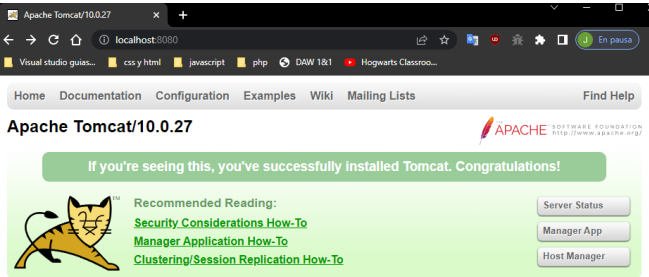 Apache Tomcat/10.0.27
localhost:8080
J En pausa
Visual studio guias... css y html javascript php DAW 1&1 Hogwarts Classroo...
Home Documentation Configuration Examples Wiki Mailing Lists Find Help
Apache Tomcat/10.0.27
THE APACHE SOFTWARE FOUNDATION
http://www.apache.org/
If you're seeing this, you've successfully installed Tomcat. Congratulations!
TM
Recommended Reading:
Security Considerations How-To
Manager Application How-To
Clustering/Session Replication How-To
Server Status
Manager App
Host Manager